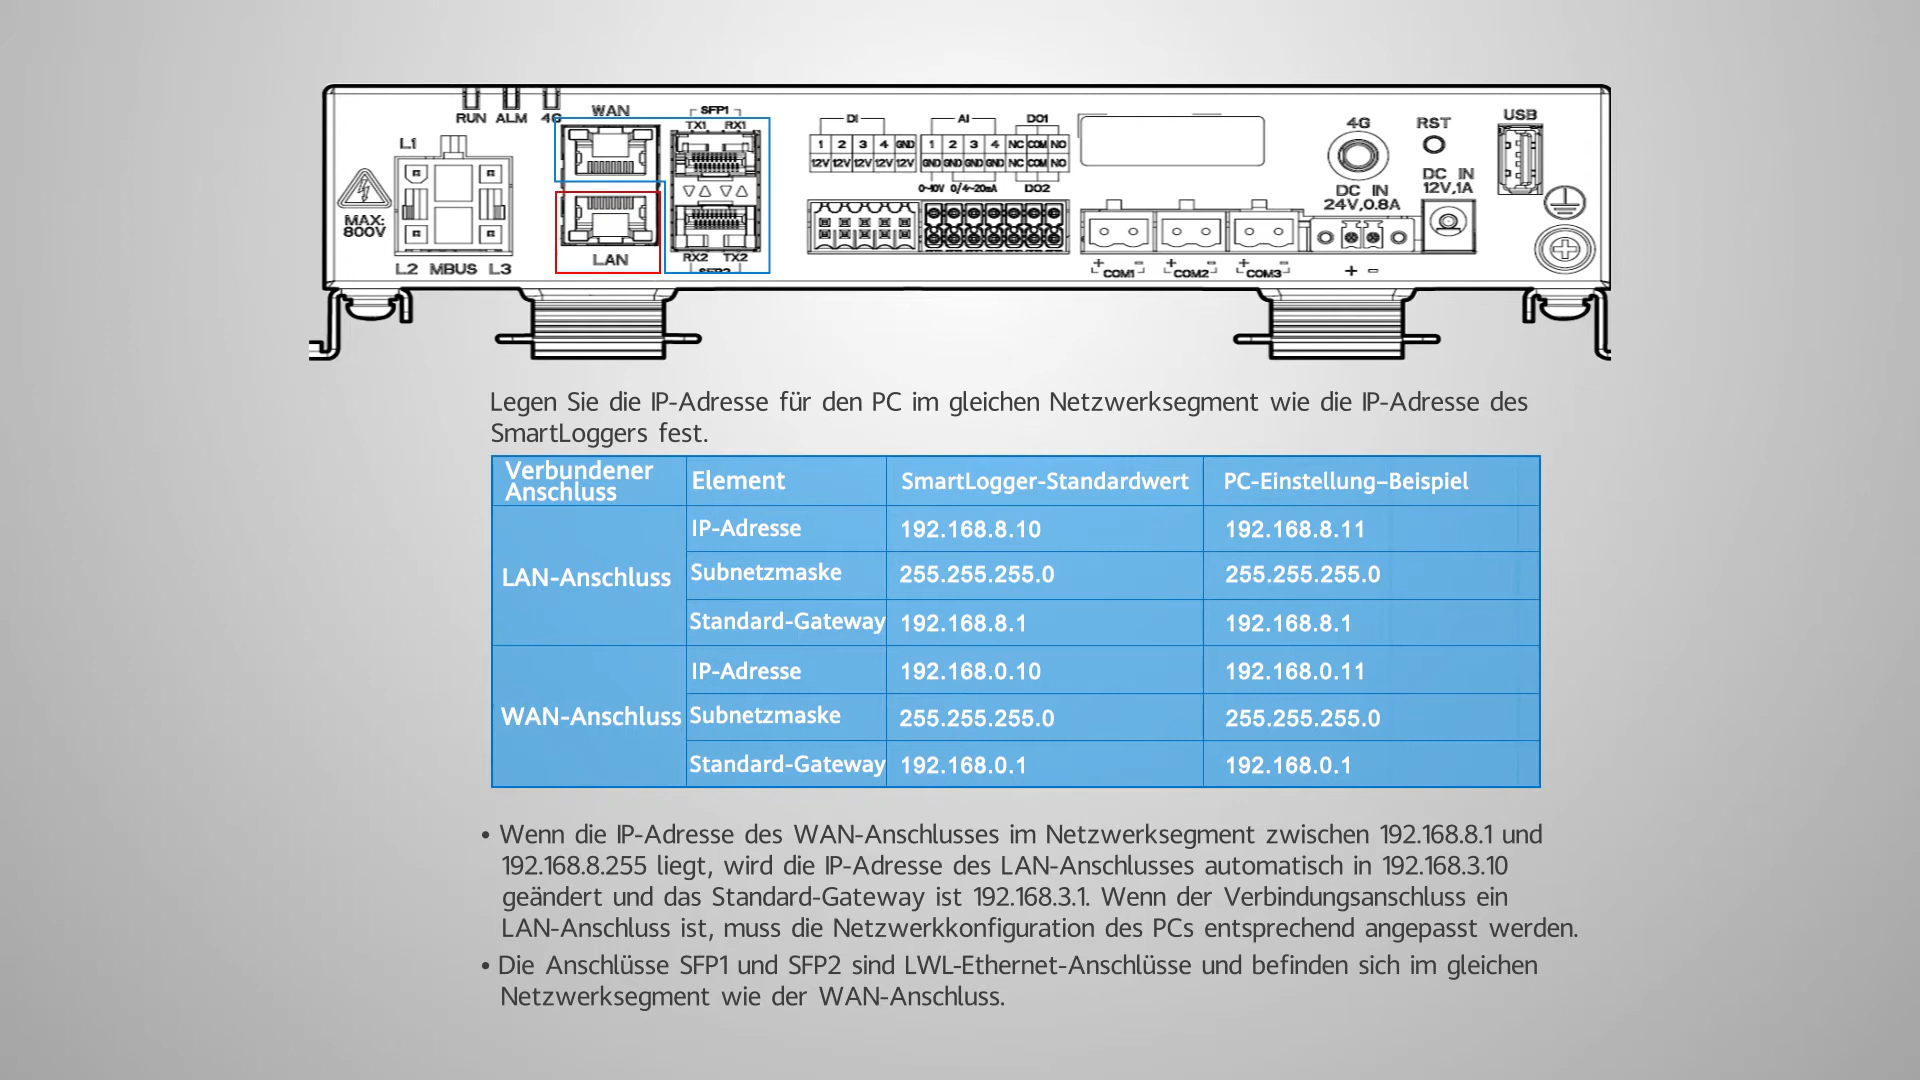 RUN ALM 4G
WAN
SFP1
TX1 RX1
L1
MAX:
800V
L2 MBUS L3
LAN
RX2 TX2
SFP2
DI
AI
DO1
1 2 3 4 GND
1 2 3 4 NC COM NO
12V 12V 12V 12V 12V
GND GND GND GND NC COM NO
0~10V 0/4~20mA
DO2
+ - + - + -
COM1 COM2 COM3
4G
RST
USB
DC IN
24V,0.8A
DC IN
12V,1A
+ -
Legen Sie die IP-Adresse für den PC im gleichen Netzwerksegment wie die IP-Adresse des
SmartLoggers fest.
Verbundener
Anschluss
Element
SmartLogger-Standardwert
PC-Einstellung–Beispiel
LAN-Anschluss
IP-Adresse 192.168.8.10 192.168.8.11
Subnetzmaske 255.255.255.0 255.255.255.0
Standard-Gateway 192.168.8.1 192.168.8.1
WAN-Anschluss
IP-Adresse 192.168.0.10 192.168.0.11
Subnetzmaske 255.255.255.0 255.255.255.0
Standard-Gateway 192.168.0.1 192.168.0.1
• Wenn die IP-Adresse des WAN-Anschlusses im Netzwerksegment zwischen 192.168.8.1 und
192.168.8.255 liegt, wird die IP-Adresse des LAN-Anschlusses automatisch in 192.168.3.10
geändert und das Standard-Gateway ist 192.168.3.1. Wenn der Verbindungsanschluss ein
LAN-Anschluss ist, muss die Netzwerkkonfiguration des PCs entsprechend angepasst werden.
• Die Anschlüsse SFP1 und SFP2 sind LWL-Ethernet-Anschlüsse und befinden sich im gleichen
Netzwerksegment wie der WAN-Anschluss.